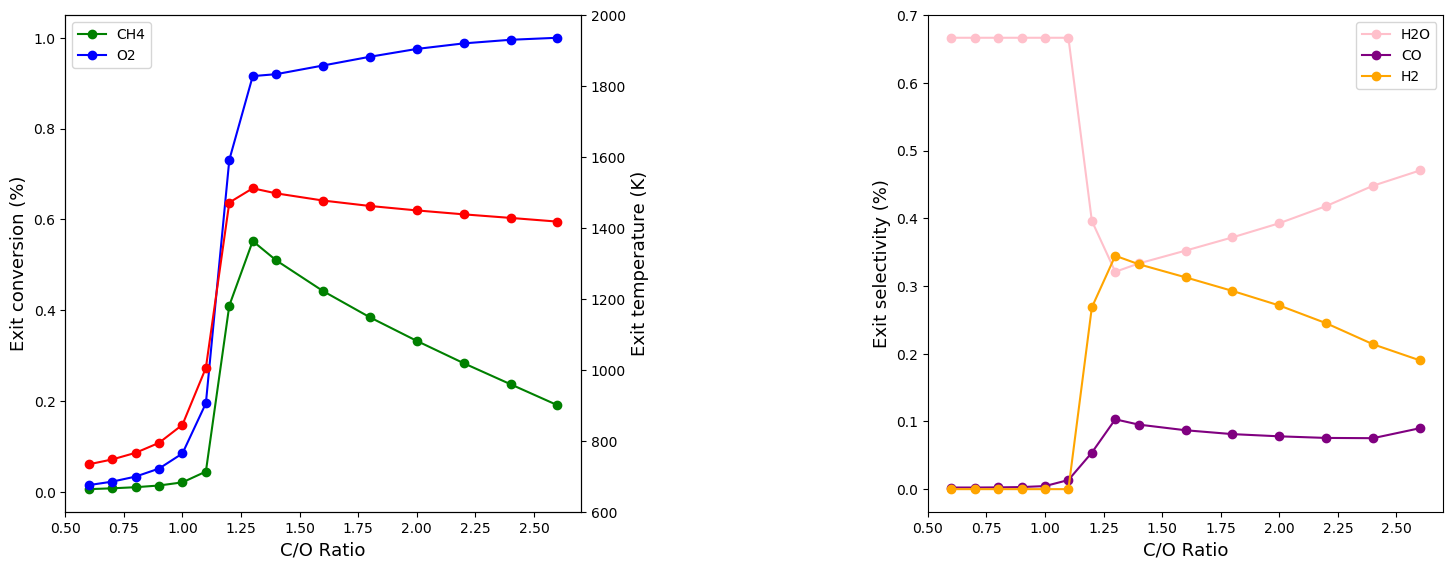 CH4
O2
1.0
0.8
0.6
0.4
0.2
0.0
Exit conversion (%)
0.50 0.75 1.00 1.25 1.50 1.75 2.00 2.25 2.50
C/O Ratio
2000
1800
1600
1400
1200
1000
800
600
Exit temperature (K)
H2O
CO
H2
0.7
0.6
0.5
0.4
0.3
0.2
0.1
0.0
Exit selectivity (%)
0.50 0.75 1.00 1.25 1.50 1.75 2.00 2.25 2.50
C/O Ratio